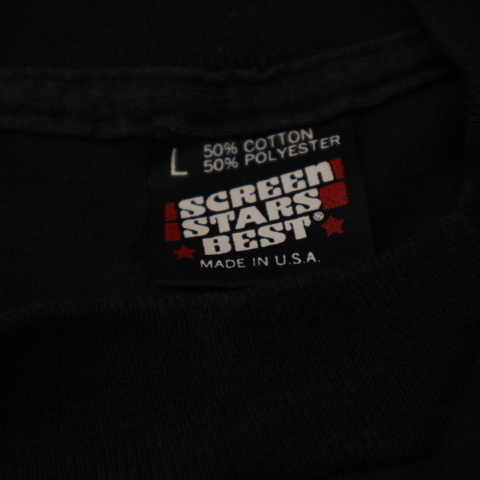 L
50% COTTON
50% POLYESTER
SCREEN
STARS
BEST®
MADE IN U.S.A.